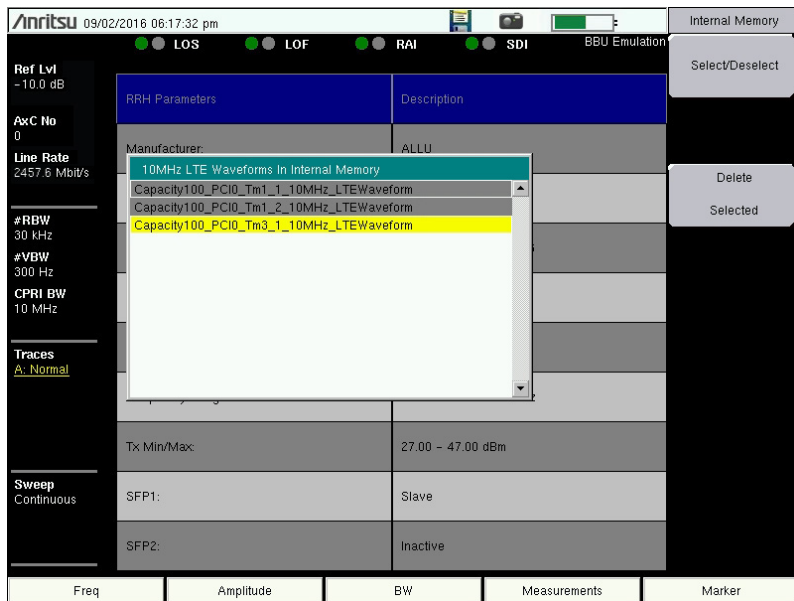 Anritsu 09/02/2016 06:17:32 pm
Internal Memory
LOS LOF RAI SDI BBU Emulation
Select/Deselect
Delete
Selected
Ref Lvl
-10.0 dB
AxC No
0
Line Rate
2457.6 Mbit/s
#RBW
30 kHz
#VBW
300 Hz
CPRI BW
10 MHz
Traces
A: Normal
Sweep
Continuous
RRH Parameters Description
Manufacturer: ALLU
10MHz LTE Waveforms In Internal Memory
Capacity100_PCI0_Tm1_1_10MHz_LTEWaveform
Capacity100_PCI0_Tm1_2_10MHz_LTEWaveform
Capacity100_PCI0_Tm3_1_10MHz_LTEWaveform
Tx Min/Max: 27.00 - 47.00 dBm
SFP1: Slave
SFP2: Inactive
Freq Amplitude BW Measurements Marker